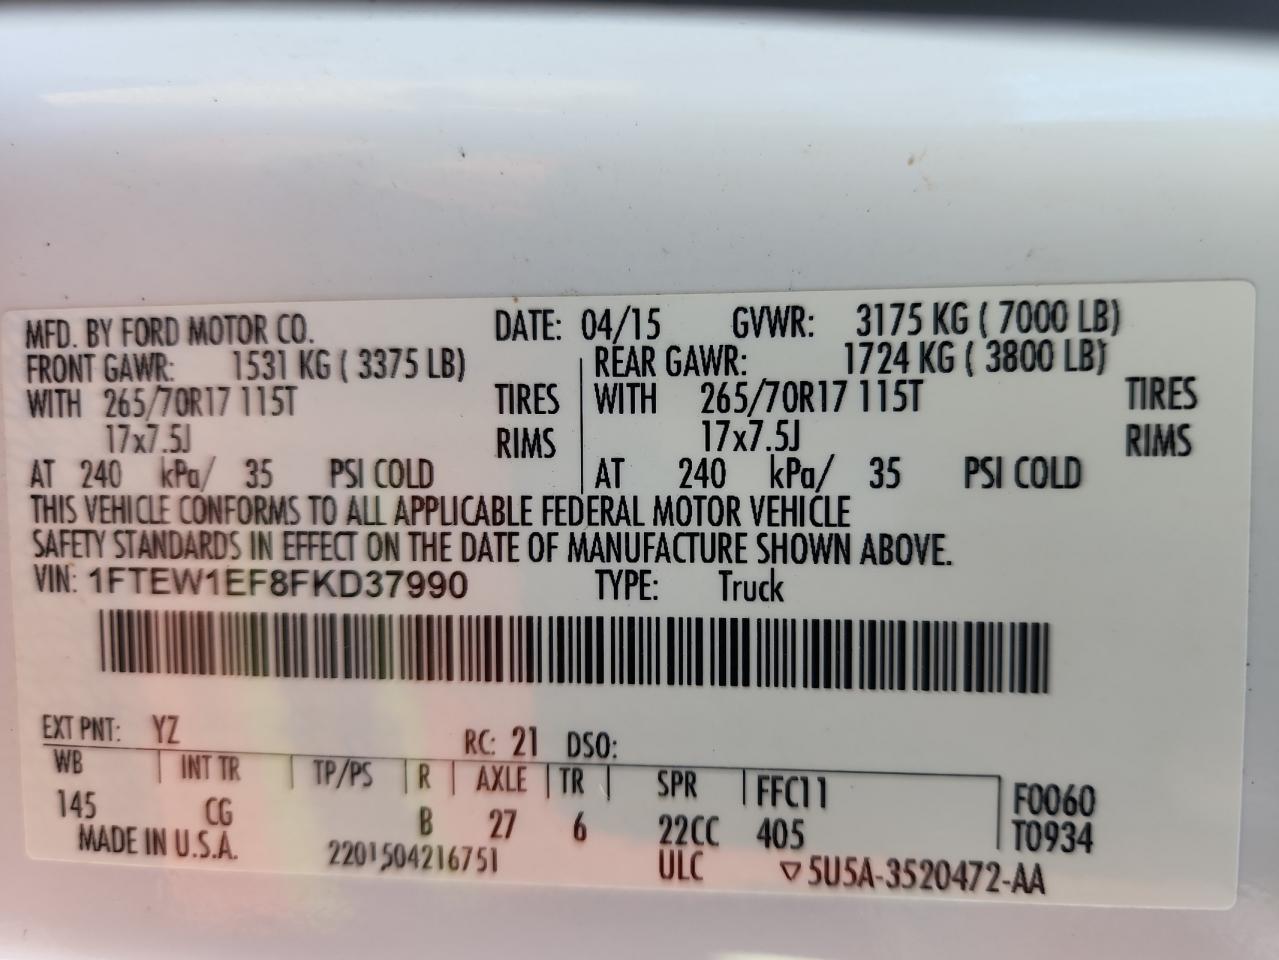 MFD. BY FORD MOTOR CO. DATE: 04/15 GVWR: 3175 KG ( 7000 LB)
FRONT GAWR: 1531 KG ( 3375 LB) REAR GAWR: 1724 KG ( 3800 LB)
WITH 265/70R17 115T TIRES WITH 265/70R17 115T TIRES
17x7.5J RIMS 17x7.5J RIMS
AT 240 kPa/ 35 PSI COLD AT 240 kPa/ 35 PSI COLD
THIS VEHICLE CONFORMS TO ALL APPLICABLE FEDERAL MOTOR VEHICLE
SAFETY STANDARDS IN EFFECT ON THE DATE OF MANUFACTURE SHOWN ABOVE.
VIN: 1FTEW1EF8FKD37990 TYPE: Truck
EXT PNT: YZ RC: 21 DSO:
WB INT TR TP/PS R AXLE TR SPR FFC11 F0060
145 CG B 27 6 22CC 405 T0934
MADE IN U.S.A. 2201504216751 ULC ▽5U5A-3520472-AA